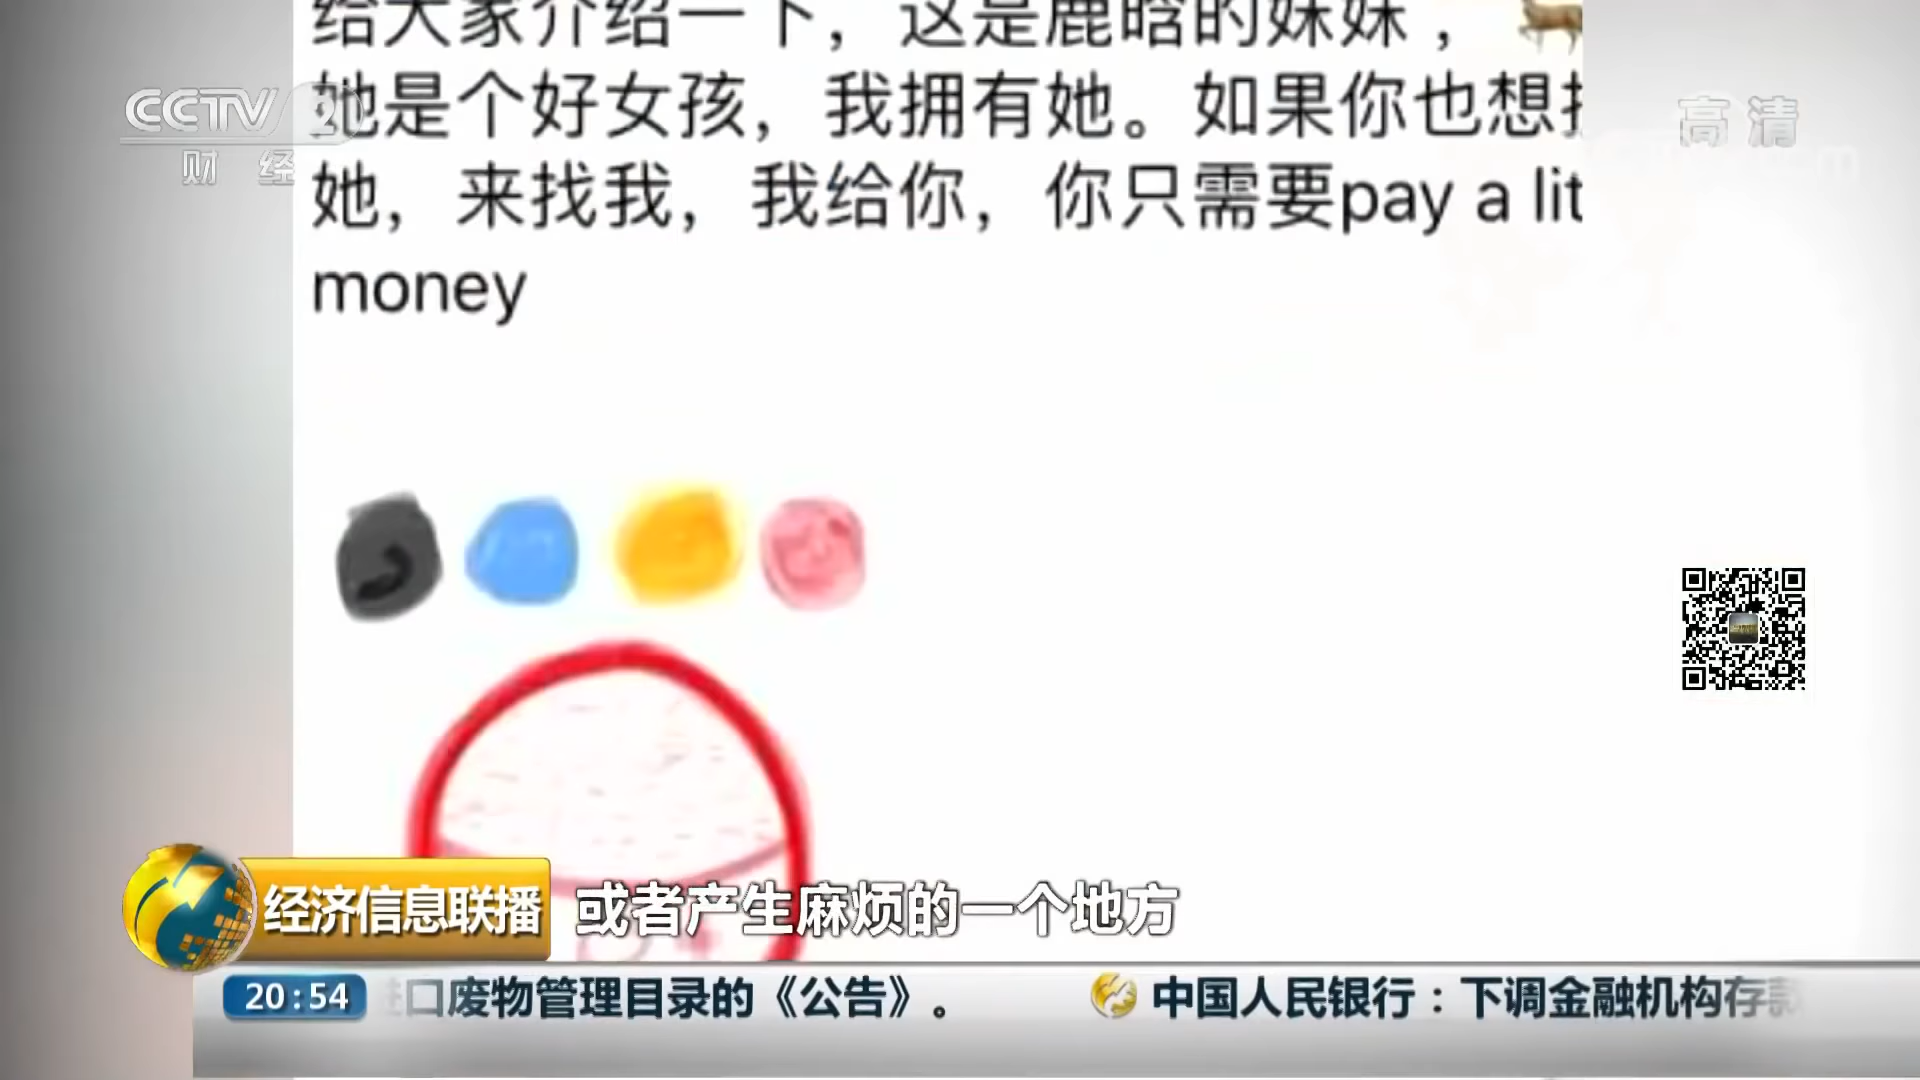 给大家介绍一下，这是鹿晗的妹妹，
她是个好女孩，我拥有她。如果你也想
她，来找我，我给你，你只需要pay a lit
money
CCTV 2
财经
高清
经济信息联播
或者产生麻烦的一个地方
20:54
口废物管理目录的《公告》。
中国人民银行：下调金融机构存款